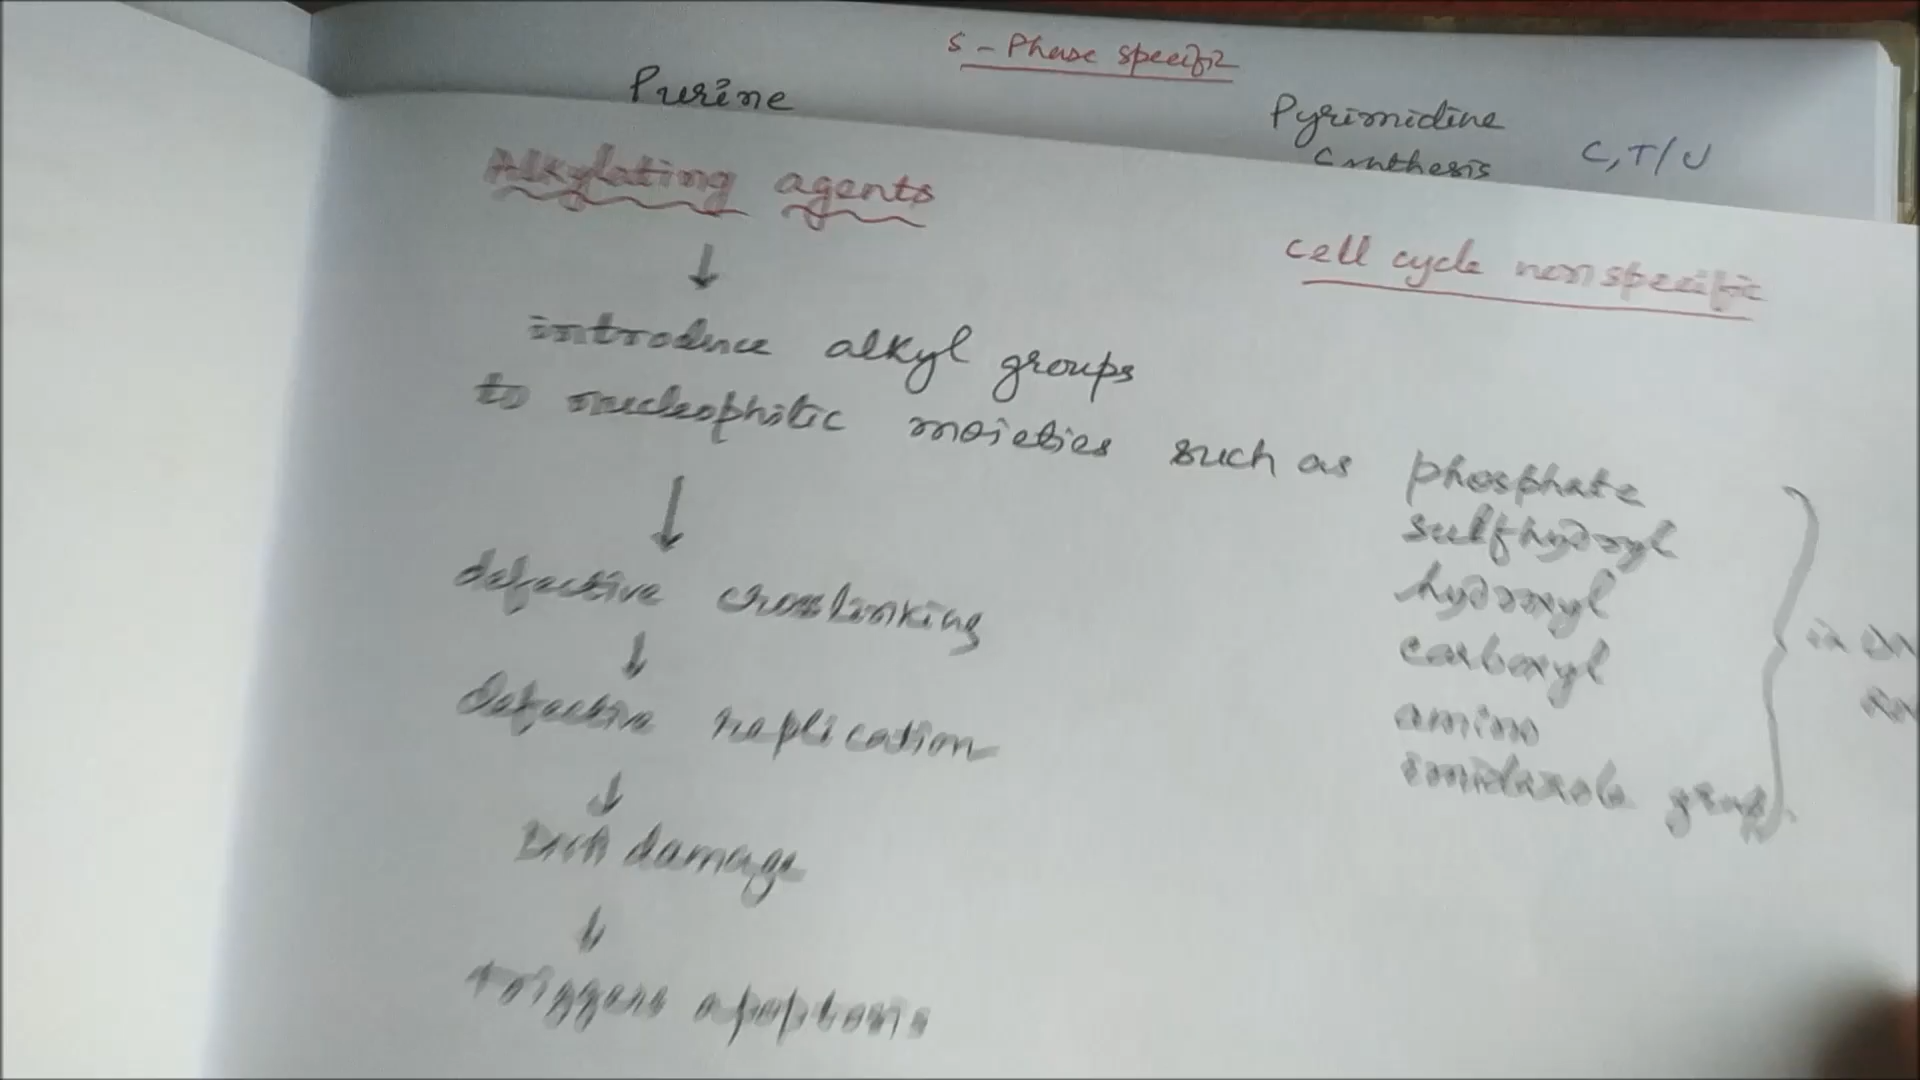 S - Phase specific
Purine
Pyrimidine
Synthesis C, T/U
Alkylating agents
cell cycle nonspecific
↓
introduce alkyl groups
to nucleophilic moieties such as phosphate
sulfhydryl
hydroxyl
carboxyl
amino
imidazole group
in
↓
defective crosslinking
↓
defective replication
↓
DNA damage
↓
triggers apoptosis